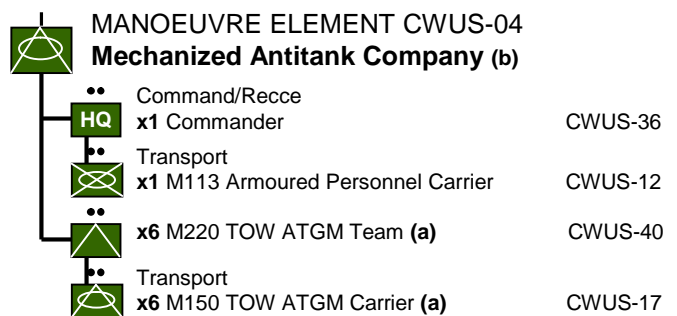 MANOEUVRE ELEMENT CWUS-04
Mechanized Antitank Company (b)
Command/Recce
HQ x1 Commander CWUS-36
Transport
x1 M113 Armoured Personnel Carrier CWUS-12
x6 M220 TOW ATGM Team (a) CWUS-40
Transport
x6 M150 TOW ATGM Carrier (a) CWUS-17